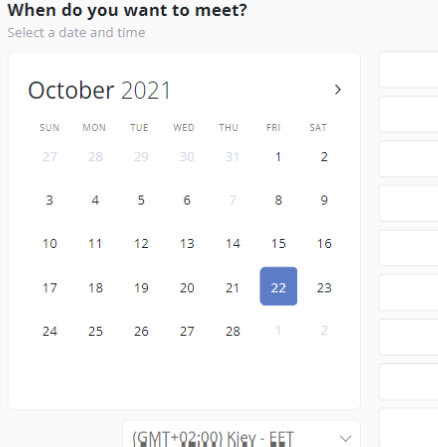 When do you want to meet?
Select a date and time
October 2021
SUN MON TUE WED THU FRI SAT
27 28 29 30 31 1 2
3 4 5 6 7 8 9
10 11 12 13 14 15 16
17 18 19 20 21 22 23
24 25 26 27 28 1 2
(GMT+02:00) Kiev - EET